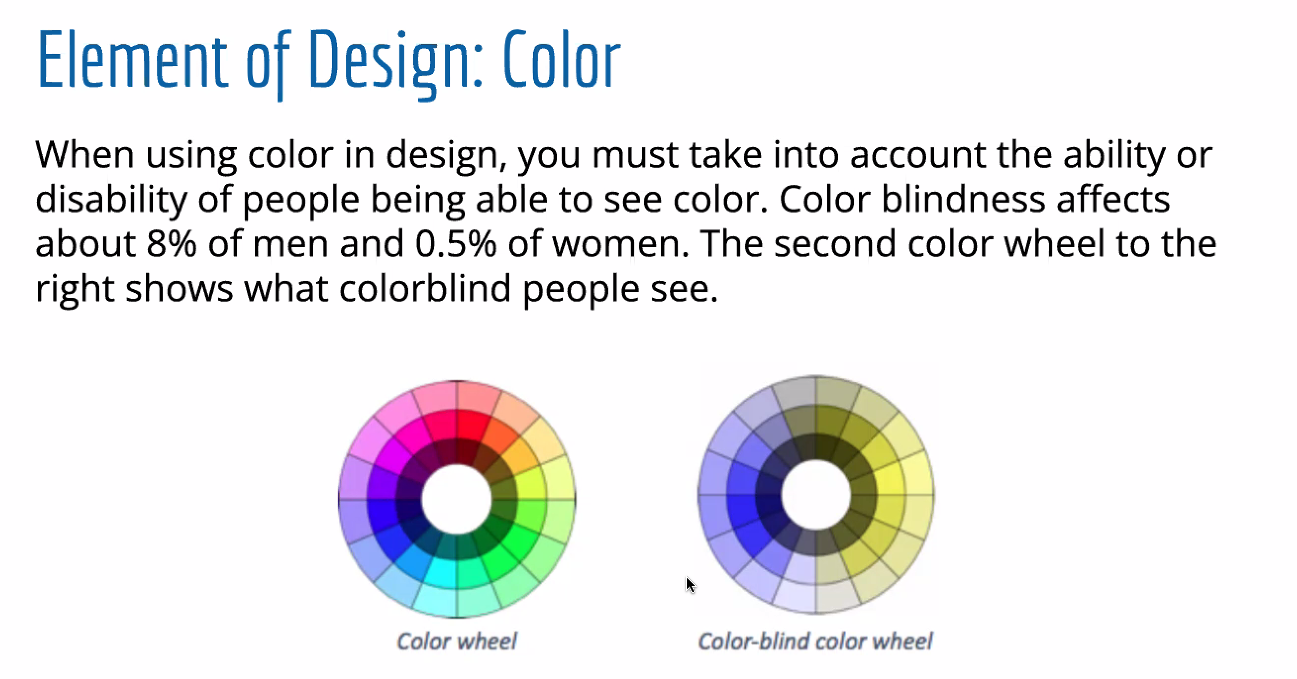 Element of Design: Color
When using color in design, you must take into account the ability or
disability of people being able to see color. Color blindness affects
about 8% of men and 0.5% of women. The second color wheel to the
right shows what colorblind people see.
Color wheel
Color-blind color wheel